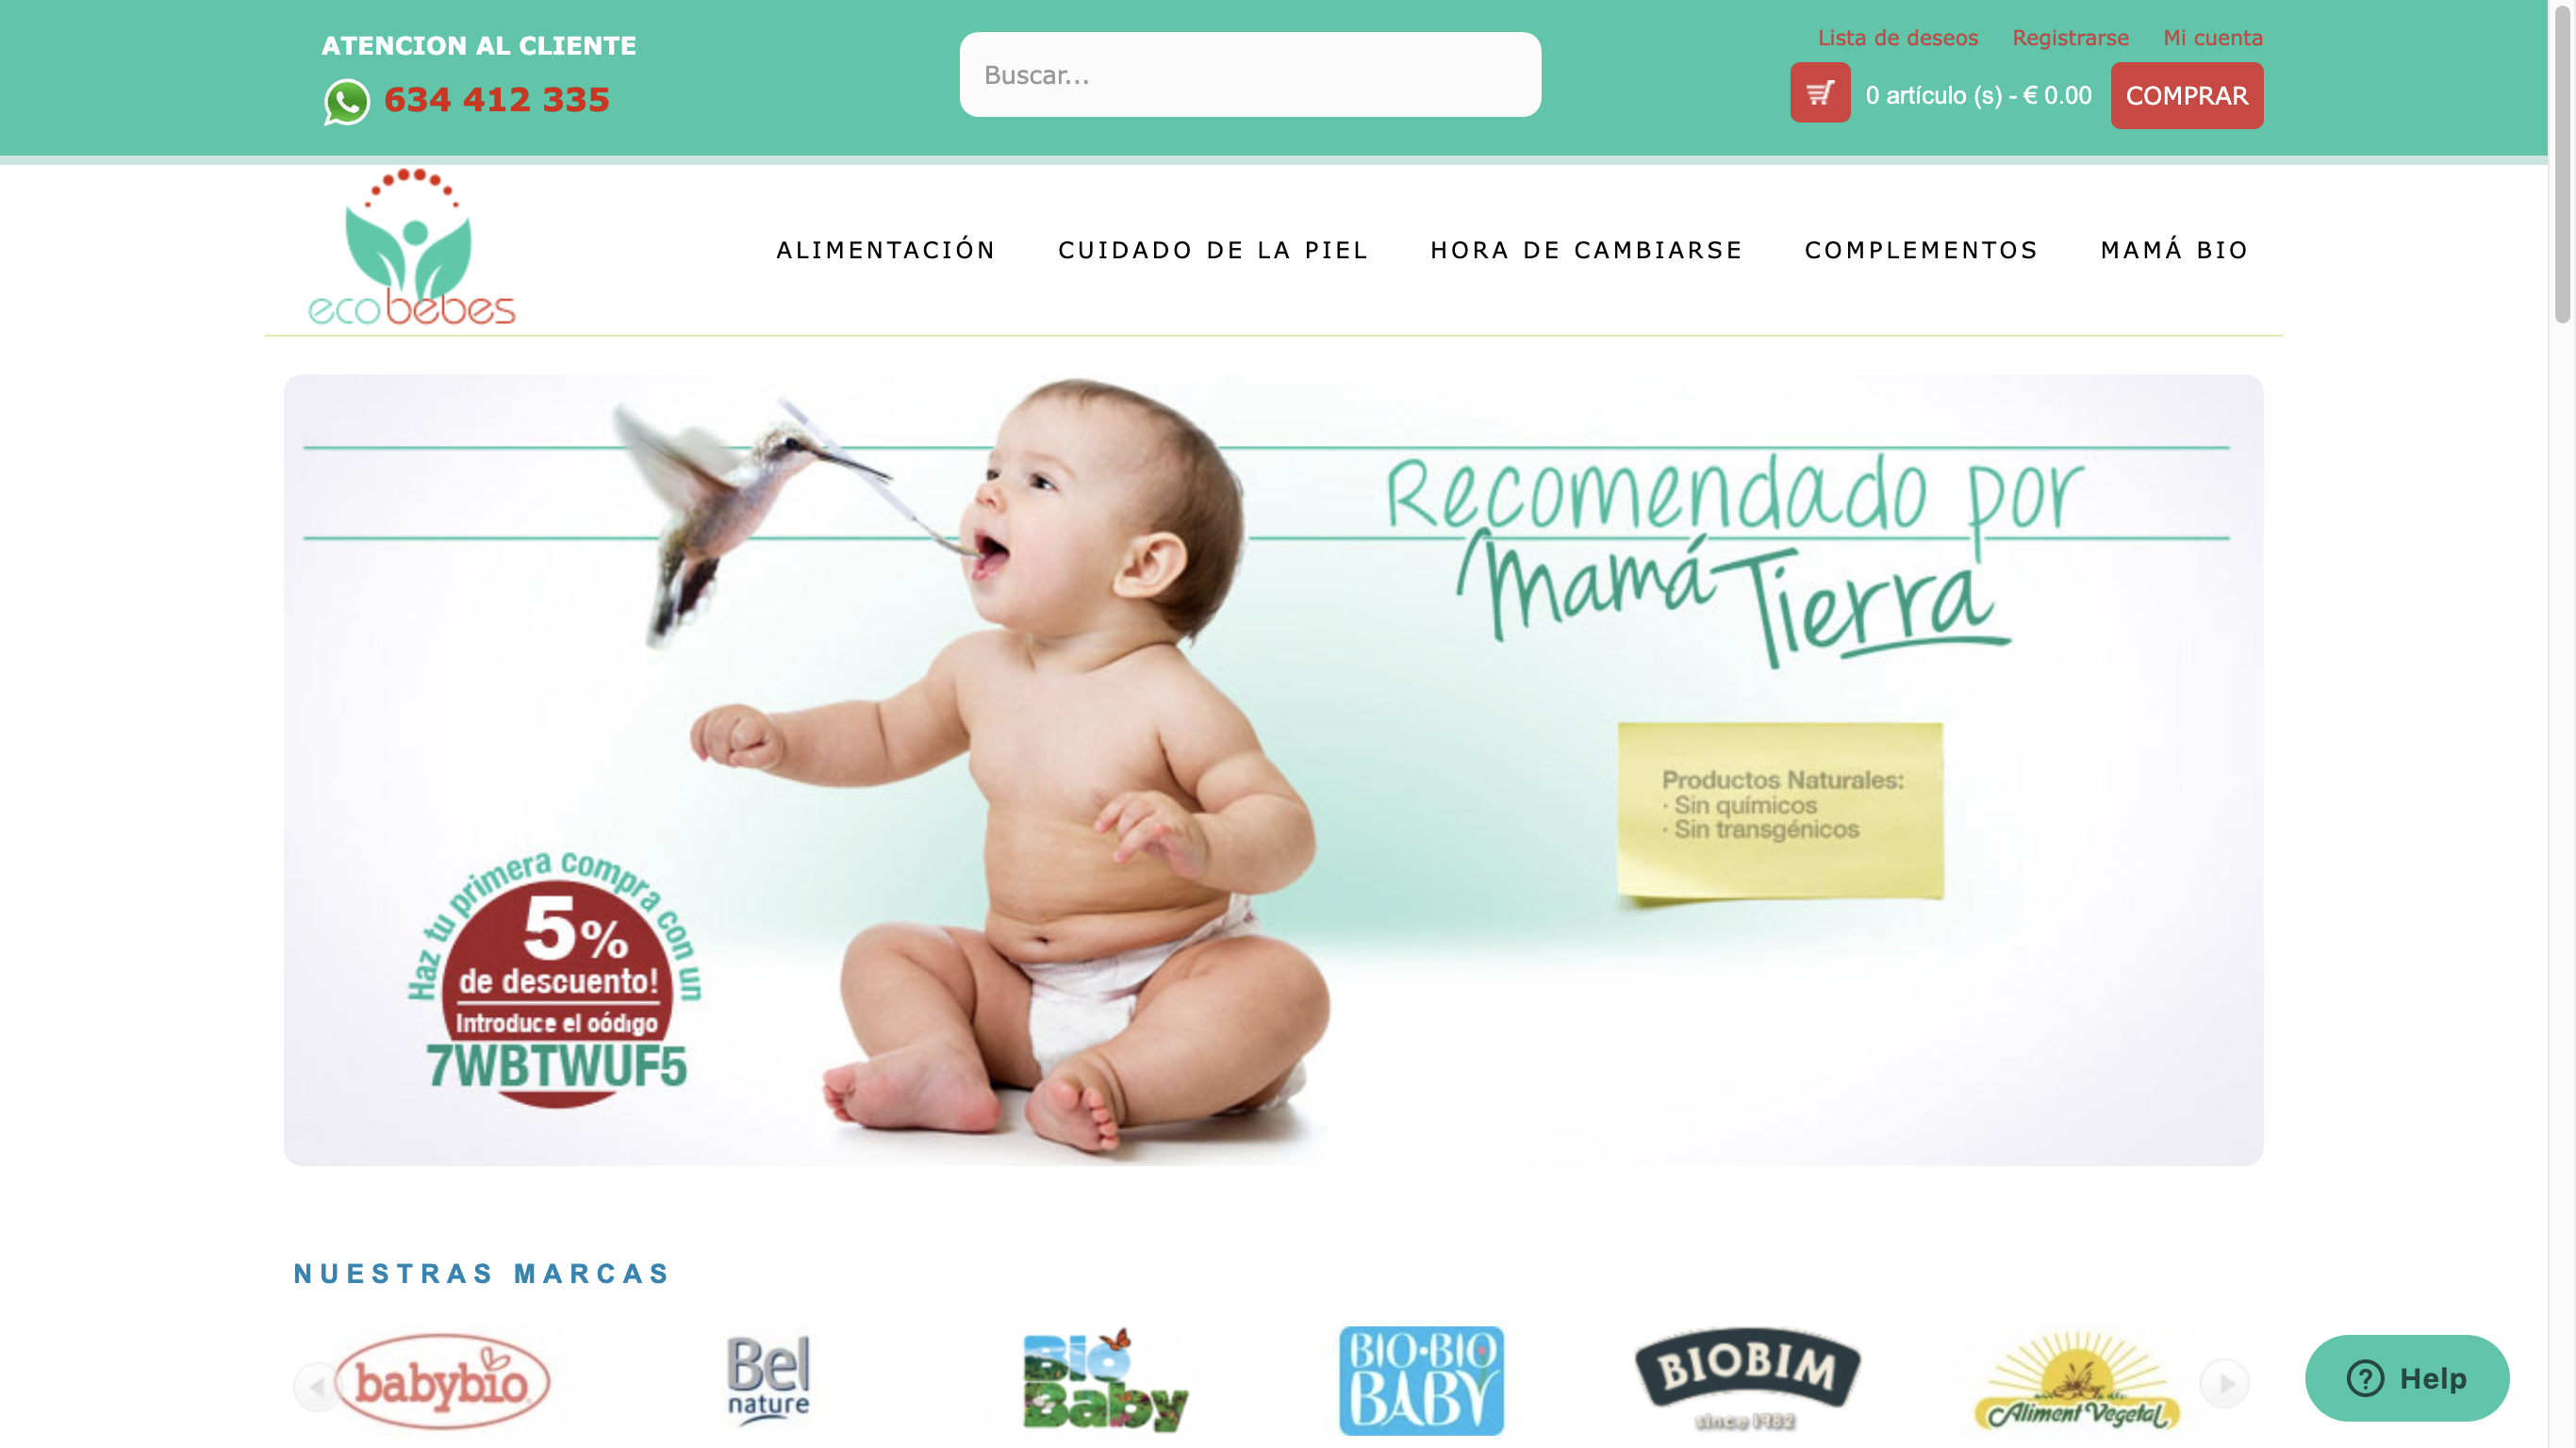 ATENCION AL CLIENTE
634 412 335
Buscar...
Lista de deseos Registrarse Mi cuenta
0 artículo (s) - € 0.00 COMPRAR
ecobebes
ALIMENTACIÓN CUIDADO DE LA PIEL HORA DE CAMBIARSE COMPLEMENTOS MAMÁ BIO
Recomendado por
Mamá Tierra
Productos Naturales:
· Sin químicos
· Sin transgénicos
Haz tu primera compra con un
5%
de descuento!
Introduce el oódigo
7WBTWUF5
NUESTRAS MARCAS
babybio
Bel
nature
Bio
Baby
BIO·BIO
BABY
BIOBIM
since 1982
Aliment Vegetal
Help